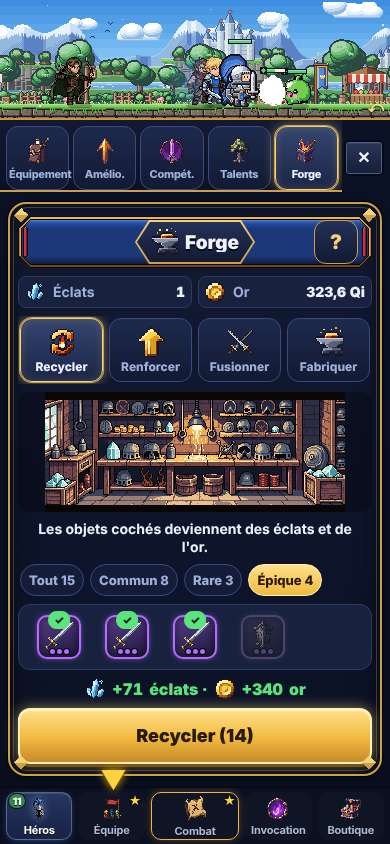 Équipement
Amélio.
Compét.
Talents
Forge
×
Forge
?
Éclats 1
Or 323,6 Qi
Recycler
Renforcer
Fusionner
Fabriquer
Les objets cochés deviennent des éclats et de
l'or.
Tout 15
Commun 8
Rare 3
Épique 4
+71 éclats · +340 or
Recycler (14)
11
Héros
Équipe
Combat
Invocation
Boutique